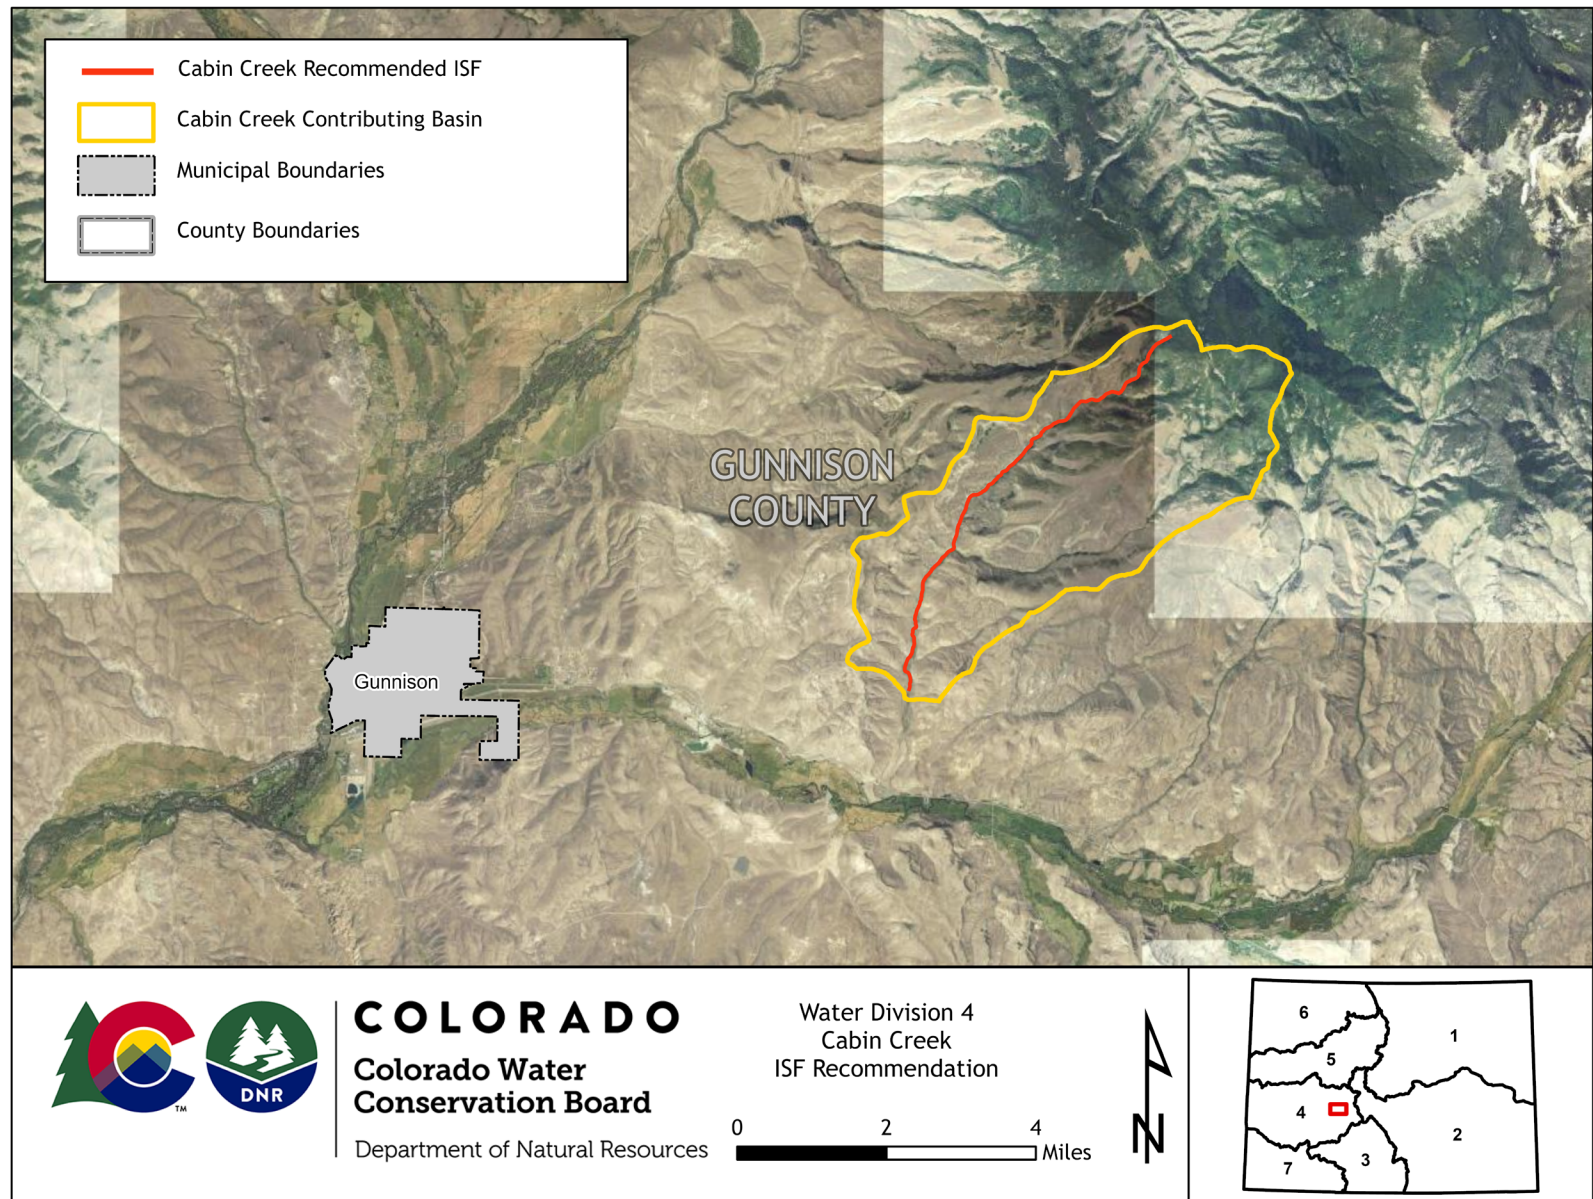 Cabin Creek Recommended ISF
Cabin Creek Contributing Basin
Municipal Boundaries
County Boundaries
GUNNISON
COUNTY
Gunnison
COLORADO
Colorado Water
Conservation Board
Department of Natural Resources
TM
DNR
Water Division 4
Cabin Creek
ISF Recommendation
0 2 4
Miles
N
6
1
5
4
2
3
7